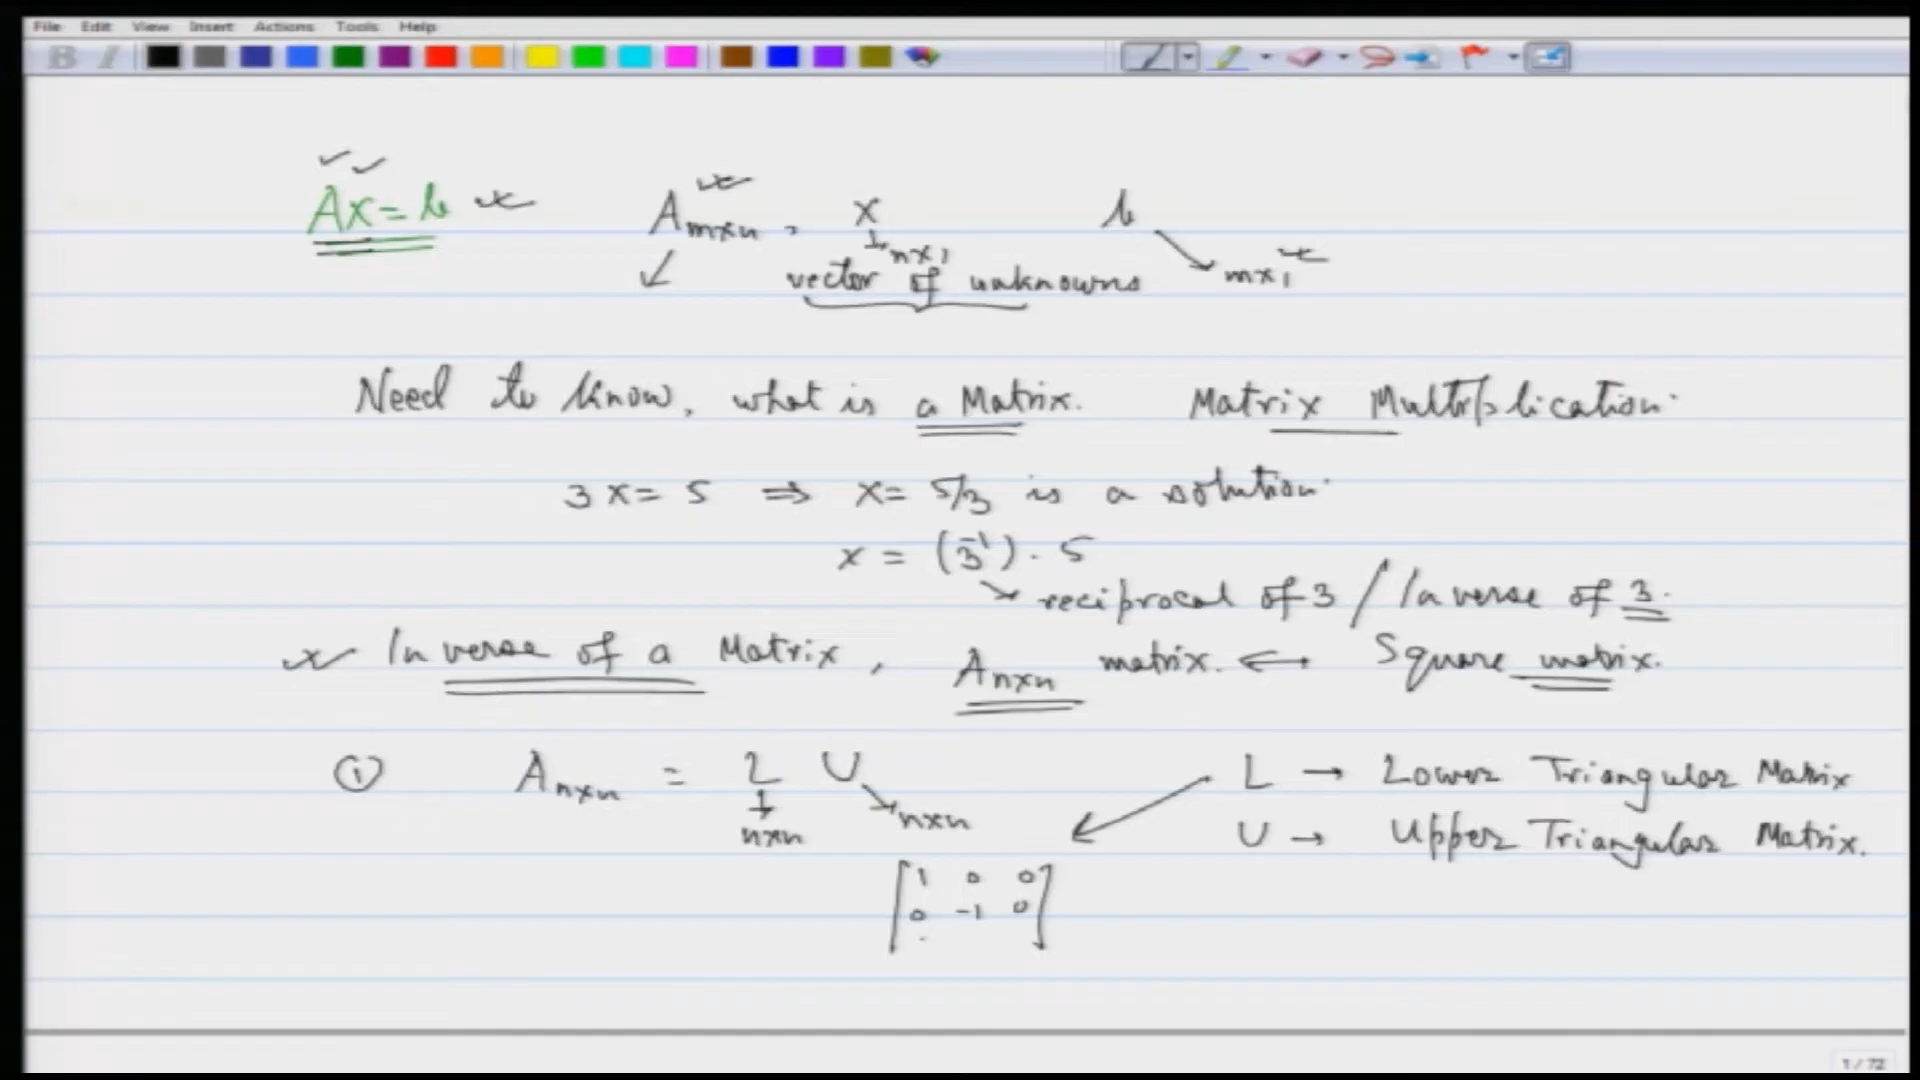 File Edit View Insert Actions Tools Help
B I
Ax = b A m×n , x b
n×1 m×1
vector of unknowns
Need to know, what is a Matrix. Matrix Multiplication.
3x = 5 ⇒ x = 5/3 is a solution.
x = (3⁻¹) . 5
reciprocal of 3 / Inverse of 3.
Inverse of a Matrix, A n×n matrix. ↔ Square matrix.
① A n×n = L U L → Lower Triangular Matrix
n×n n×n U → Upper Triangular Matrix.
1 0 0
0 -1 0
1 / 72